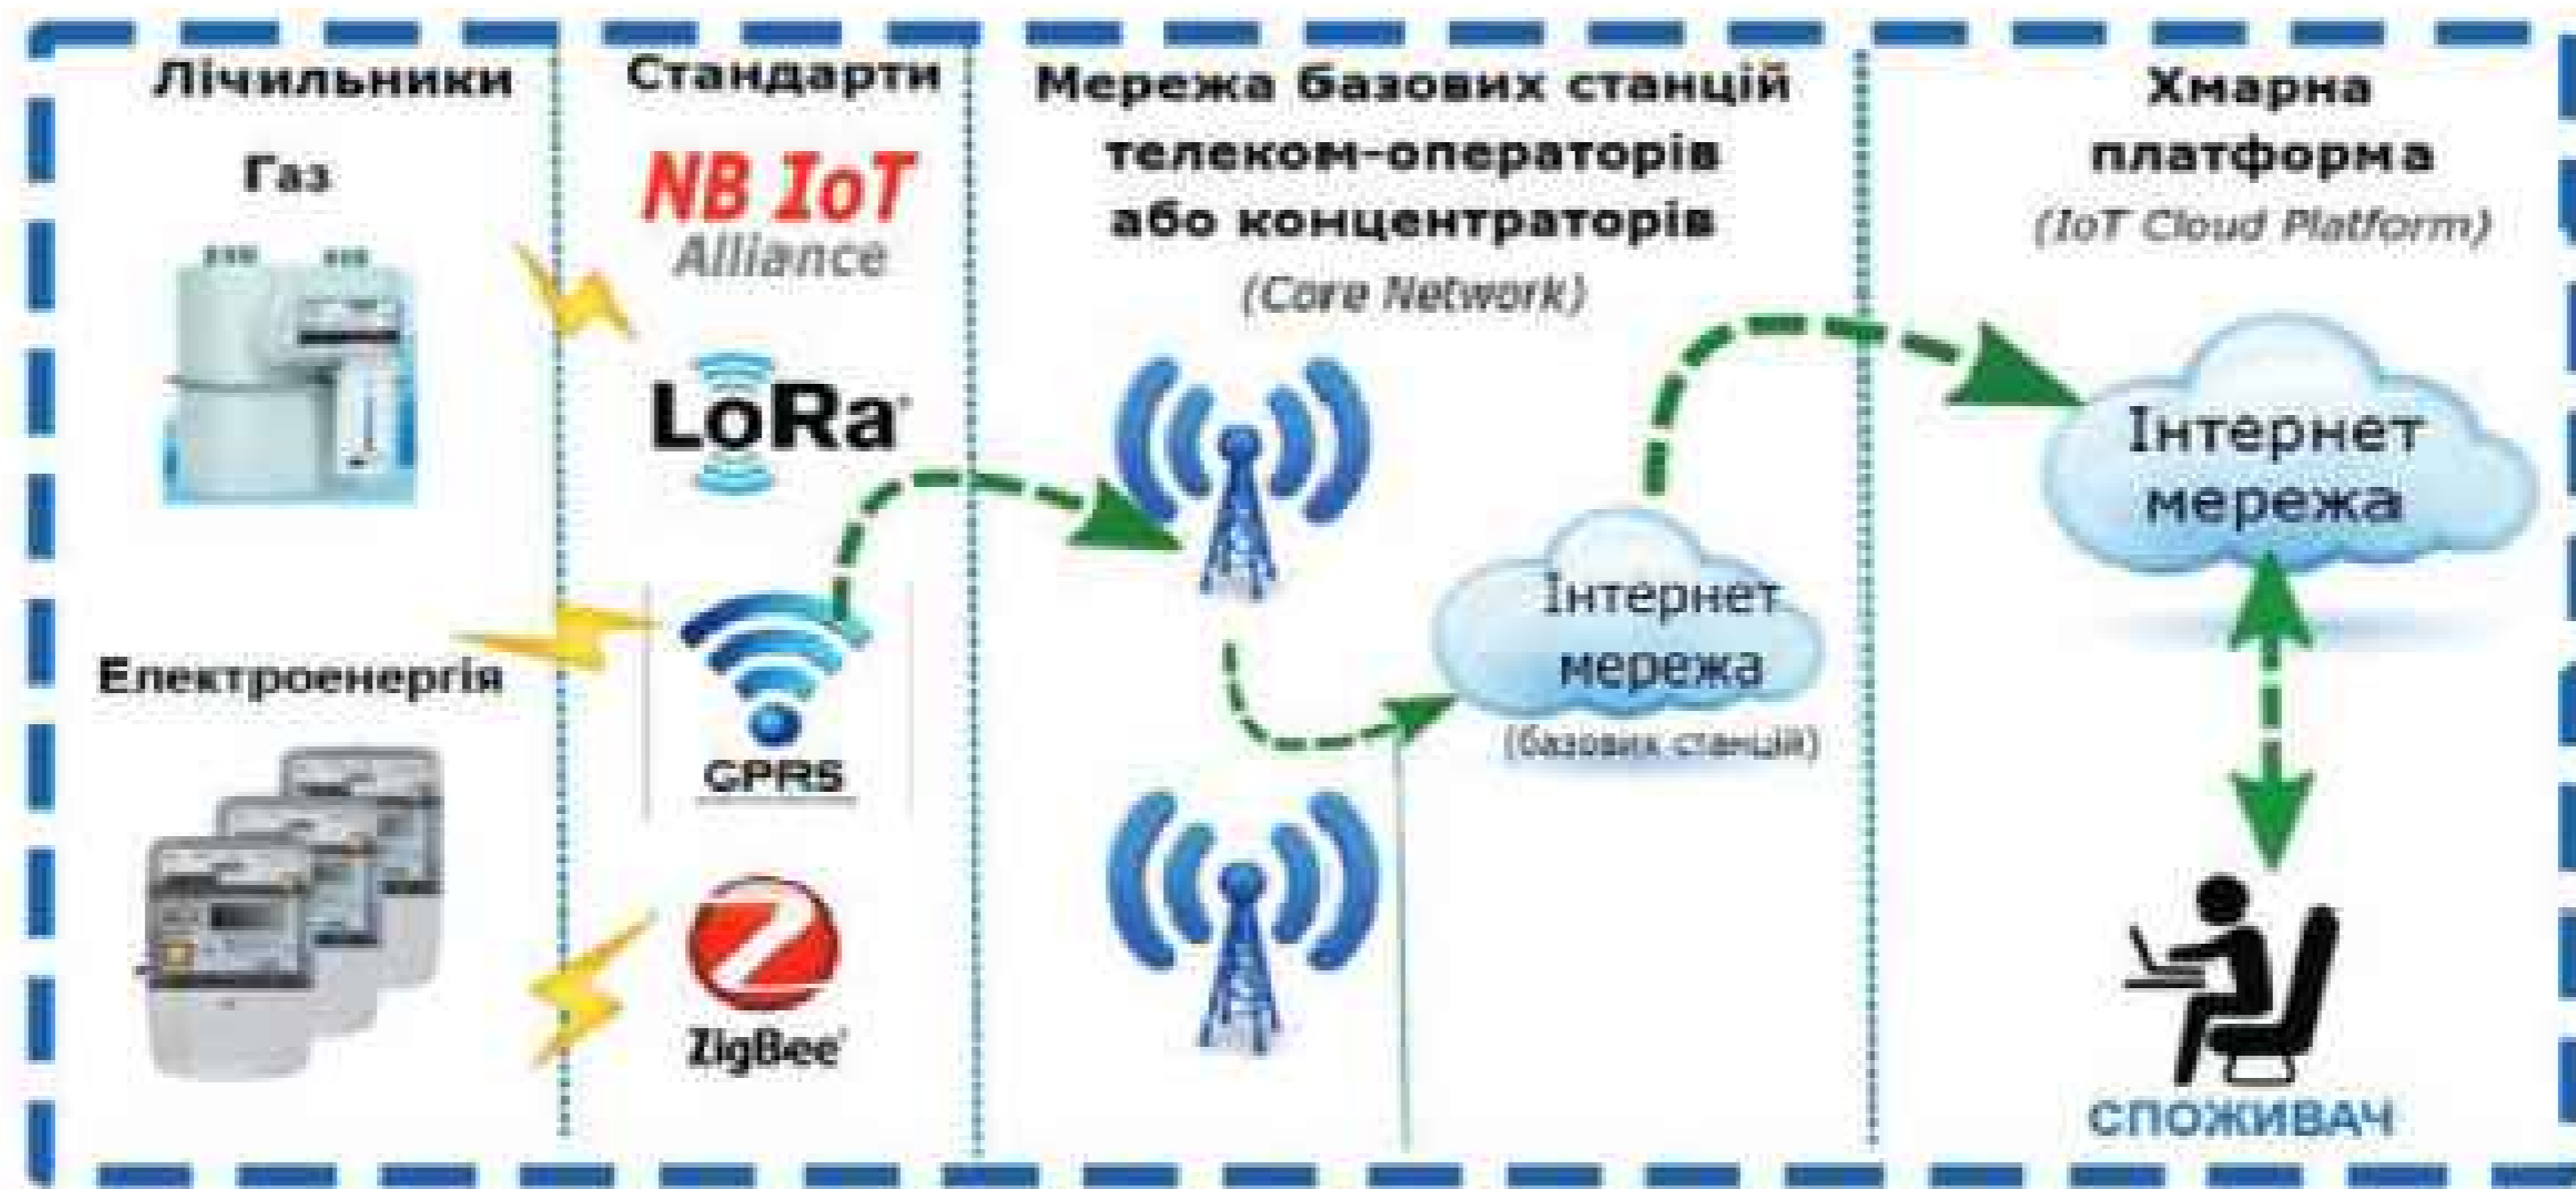 Лічильники
Газ
Електроенергія
Стандарти
NB IoT
Alliance
LoRa
GPRS
ZigBee
Мережа базових станцій
телеком-операторів
або концентраторів
(Core Network)
Інтернет
мережа
(базових станцій)
Хмарна
платформа
(IoT Cloud Platform)
Інтернет
мережа
СПОЖИВАЧ